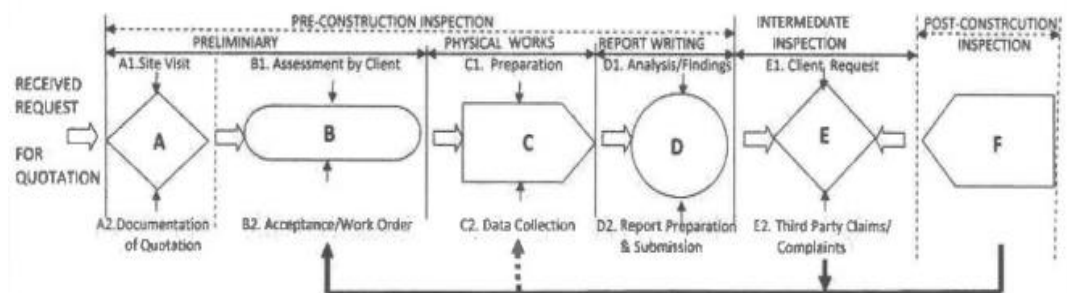 PRE-CONSTRUCTION INSPECTION
INTERMEDIATE
INSPECTION
POST-CONSTRCUTION
INSPECTION
PRELIMINIARY
PHYSICAL WORKS
REPORT WRITING
A1.Site Visit
B1. Assessment by Client
C1. Preparation
D1. Analysis/Findings
E1. Client, Request
RECEIVED
REQUEST
FOR
QUOTATION
A
B
C
D
E
F
A2.Documentation
of Quotation
B2. Acceptance/Work Order
C2. Data Collection
D2. Report Preparation
& Submission
E2. Third Party Claims/
Complaints